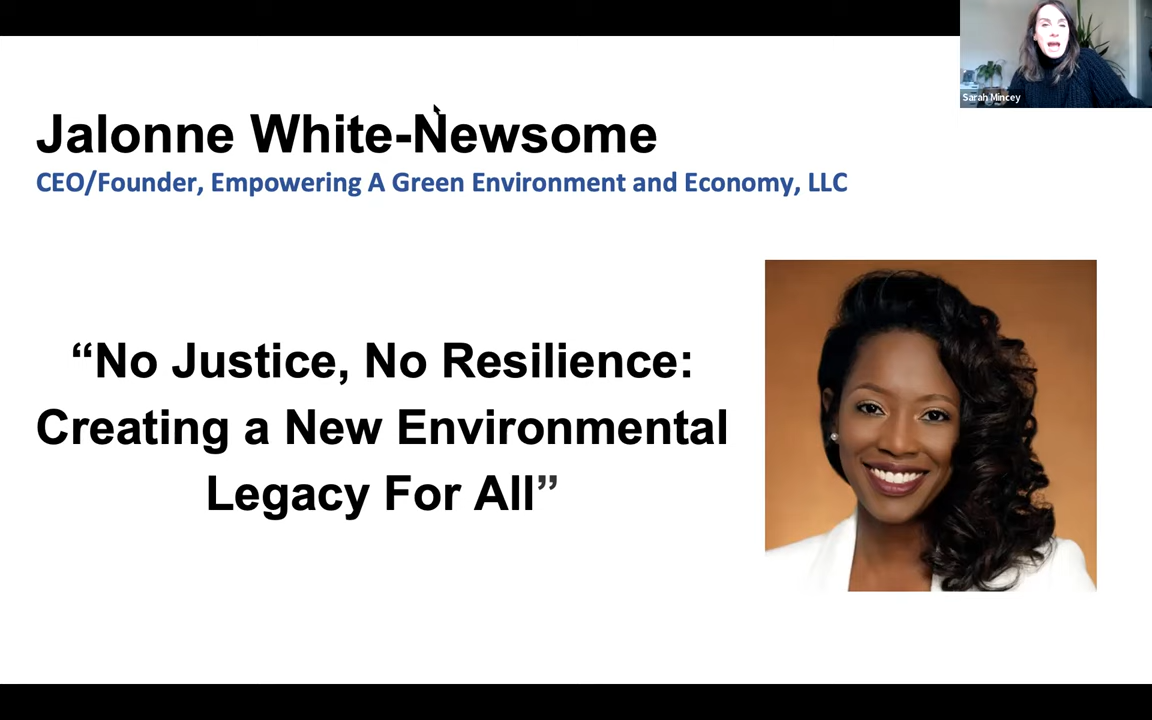 Jalonne White-Newsome
CEO/Founder, Empowering A Green Environment and Economy, LLC
“No Justice, No Resilience:
Creating a New Environmental
Legacy For All”
Sarah Mincey